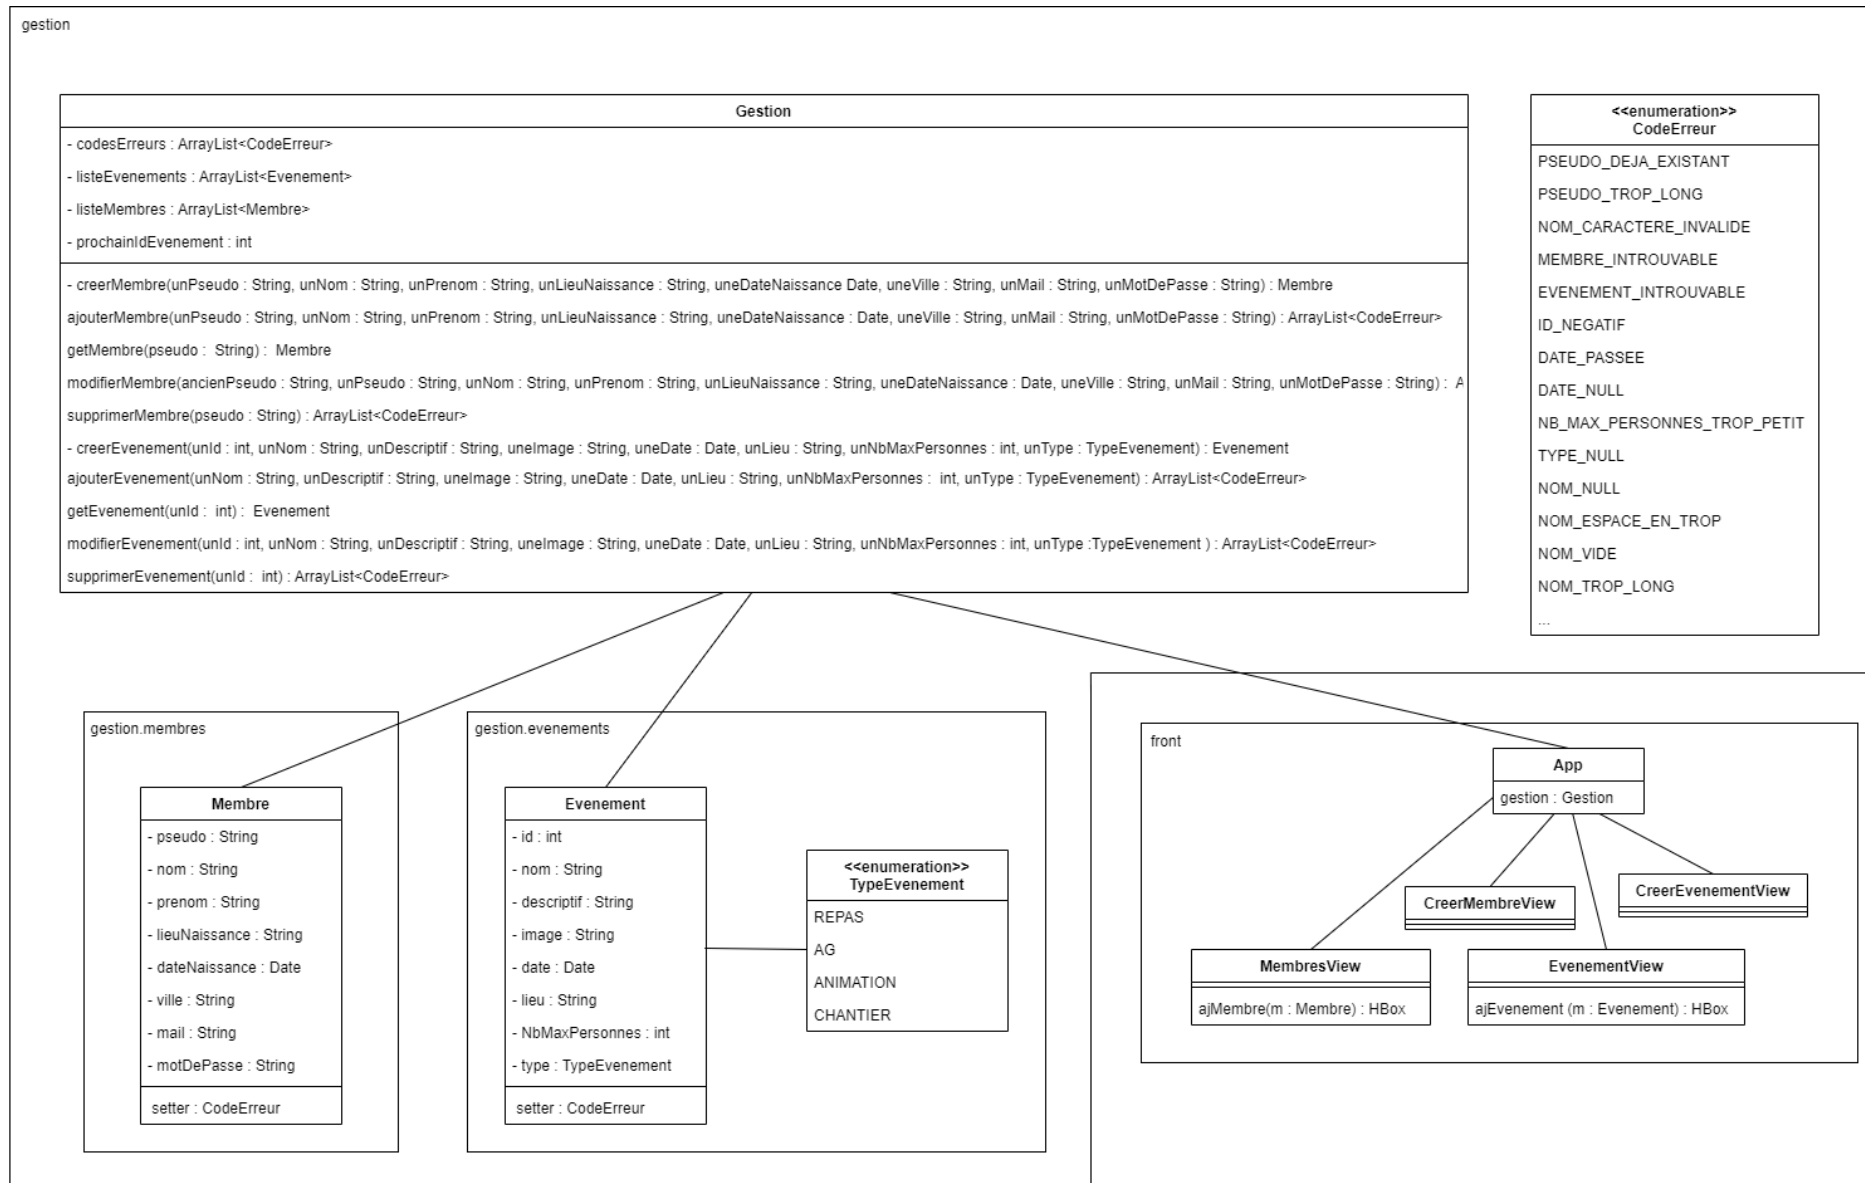 gestion
Gestion
- codesErreurs : ArrayList<CodeErreur>
- listeEvenements : ArrayList<Evenement>
- listeMembres : ArrayList<Membre>
- prochainIdEvenement : int
- creerMembre(unPseudo : String, unNom : String, unPrenom : String, unLieuNaissance : String, uneDateNaissance Date, uneVille : String, unMail : String, unMotDePasse : String) : Membre
ajouterMembre(unPseudo : String, unNom : String, unPrenom : String, unLieuNaissance : String, uneDateNaissance : Date, uneVille : String, unMail : String, unMotDePasse : String) : ArrayList<CodeErreur>
getMembre(pseudo : String) : Membre
modifierMembre(ancienPseudo : String, unPseudo : String, unNom : String, unPrenom : String, unLieuNaissance : String, uneDateNaissance : Date, uneVille : String, unMail : String, unMotDePasse : String) : A
supprimerMembre(pseudo : String) : ArrayList<CodeErreur>
- creerEvenement(unId : int, unNom : String, unDescriptif : String, uneImage : String, uneDate : Date, unLieu : String, unNbMaxPersonnes : int, unType : TypeEvenement) : Evenement
ajouterEvenement(unNom : String, unDescriptif : String, uneImage : String, uneDate : Date, unLieu : String, unNbMaxPersonnes : int, unType : TypeEvenement) : ArrayList<CodeErreur>
getEvenement(unId : int) : Evenement
modifierEvenement(unId : int, unNom : String, unDescriptif : String, uneImage : String, uneDate : Date, unLieu : String, unNbMaxPersonnes : int, unType :TypeEvenement ) : ArrayList<CodeErreur>
supprimerEvenement(unId : int) : ArrayList<CodeErreur>
<<enumeration>>
CodeErreur
PSEUDO_DEJA_EXISTANT
PSEUDO_TROP_LONG
NOM_CARACTERE_INVALIDE
MEMBRE_INTROUVABLE
EVENEMENT_INTROUVABLE
ID_NEGATIF
DATE_PASSEE
DATE_NULL
NB_MAX_PERSONNES_TROP_PETIT
TYPE_NULL
NOM_NULL
NOM_ESPACE_EN_TROP
NOM_VIDE
NOM_TROP_LONG
...
gestion.membres
Membre
- pseudo : String
- nom : String
- prenom : String
- lieuNaissance : String
- dateNaissance : Date
- ville : String
- mail : String
- motDePasse : String
setter : CodeErreur
gestion.evenements
Evenement
- id : int
- nom : String
- descriptif : String
- image : String
- date : Date
- lieu : String
- NbMaxPersonnes : int
- type : TypeEvenement
setter : CodeErreur
<<enumeration>>
TypeEvenement
REPAS
AG
ANIMATION
CHANTIER
front
App
gestion : Gestion
CreerMembreView
CreerEvenementView
MembresView
ajMembre(m : Membre) : HBox
EvenementView
ajEvenement (m : Evenement) : HBox